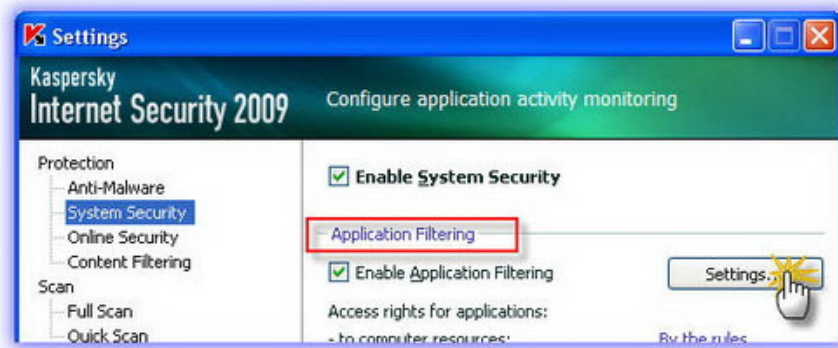 Settings
Kaspersky
Internet Security 2009
Configure application activity monitoring
Protection
Anti-Malware
System Security
Online Security
Content Filtering
Scan
Full Scan
Quick Scan
Enable System Security
Application Filtering
Enable Application Filtering
Settings...
Access rights for applications:
- to computer resources:
By the rules